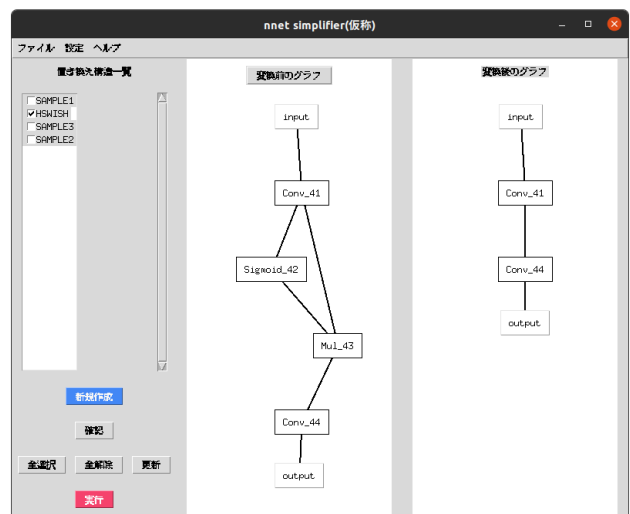 nnet simplifier(仮称)
ファイル 設定 ヘルプ
置き換え構造一覧
SAMPLE1
HSWISH
SAMPLE3
SAMPLE2
新規作成
確認
全選択 全解除 更新
実行
変換前のグラフ
input
Conv_41
Sigmoid_42
Mul_43
Conv_44
output
変換後のグラフ
input
Conv_41
Conv_44
output